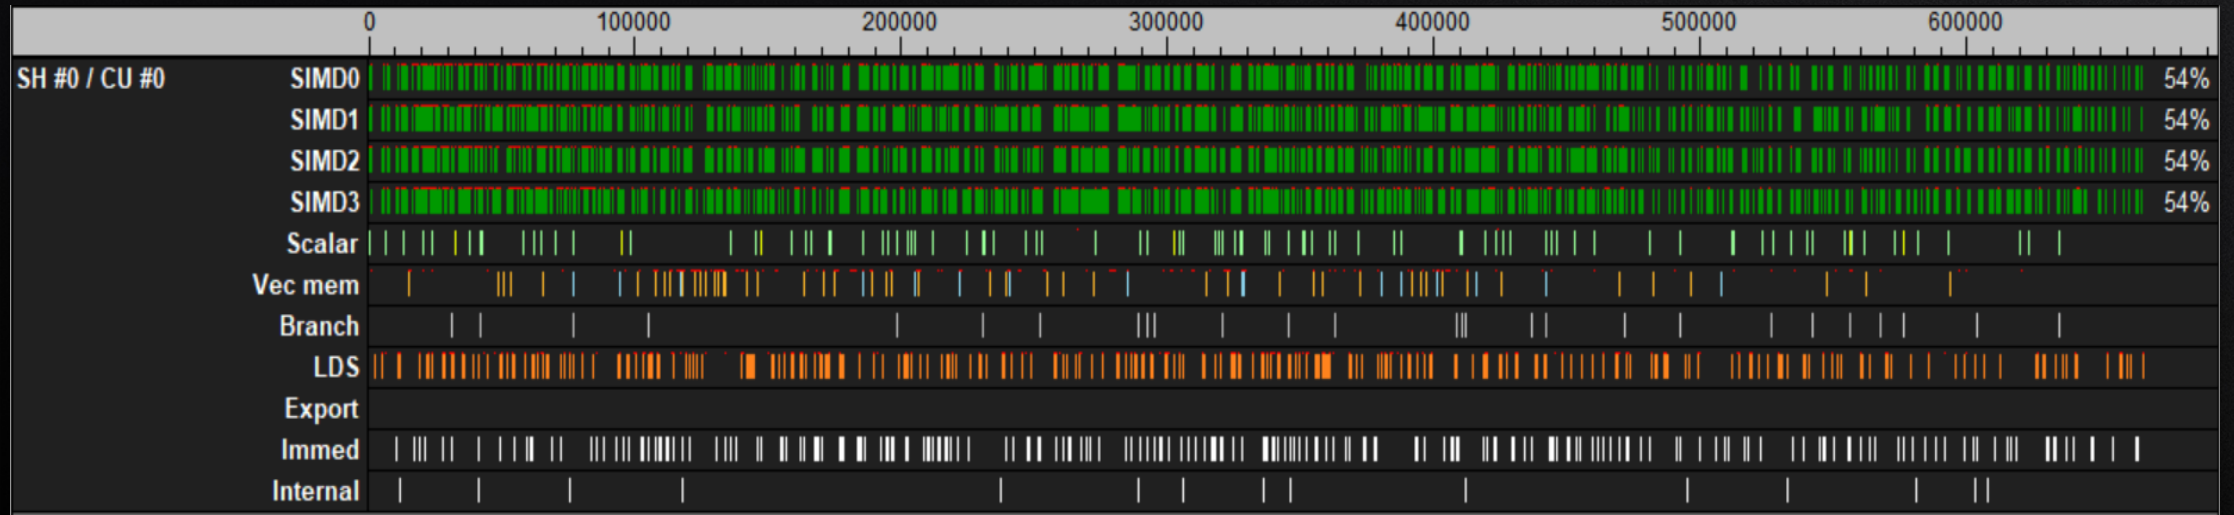 0 100000 200000 300000 400000 500000 600000
SH #0 / CU #0 SIMD0 54%
SIMD1 54%
SIMD2 54%
SIMD3 54%
Scalar
Vec mem
Branch
LDS
Export
Immed
Internal